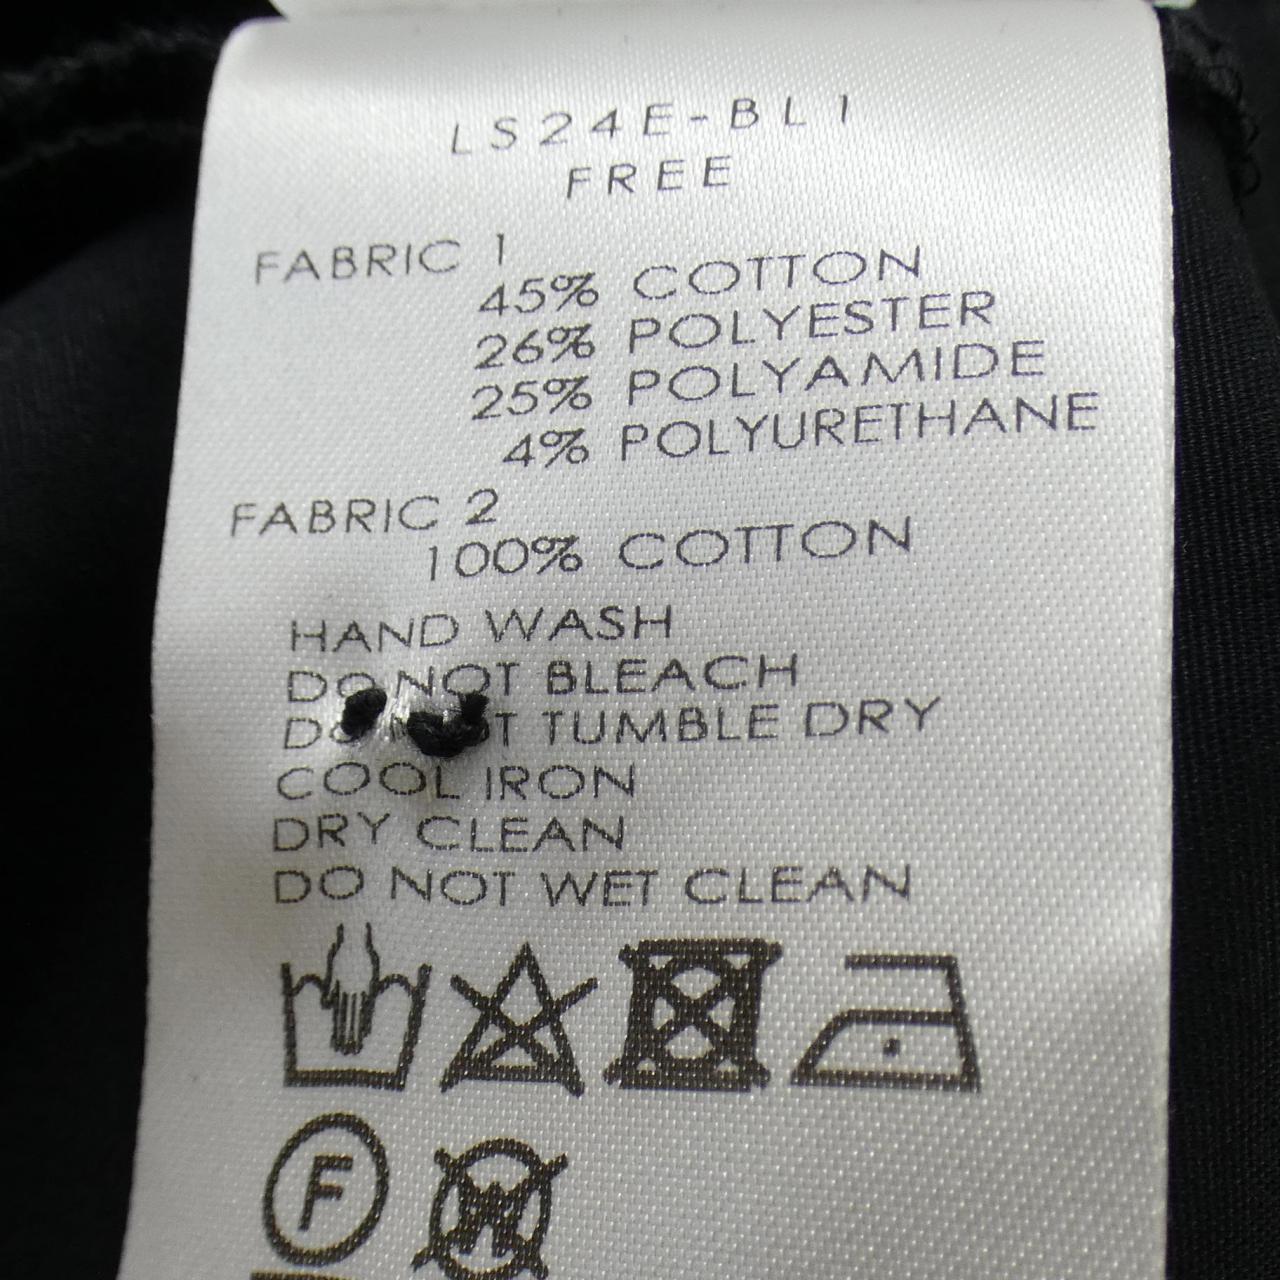 LS24E-BL1
FREE
FABRIC 1
45% COTTON
26% POLYESTER
25% POLYAMIDE
4% POLYURETHANE
FABRIC 2
100% COTTON
HAND WASH
DO NOT BLEACH
DO NOT TUMBLE DRY
COOL IRON
DRY CLEAN
DO NOT WET CLEAN
F W